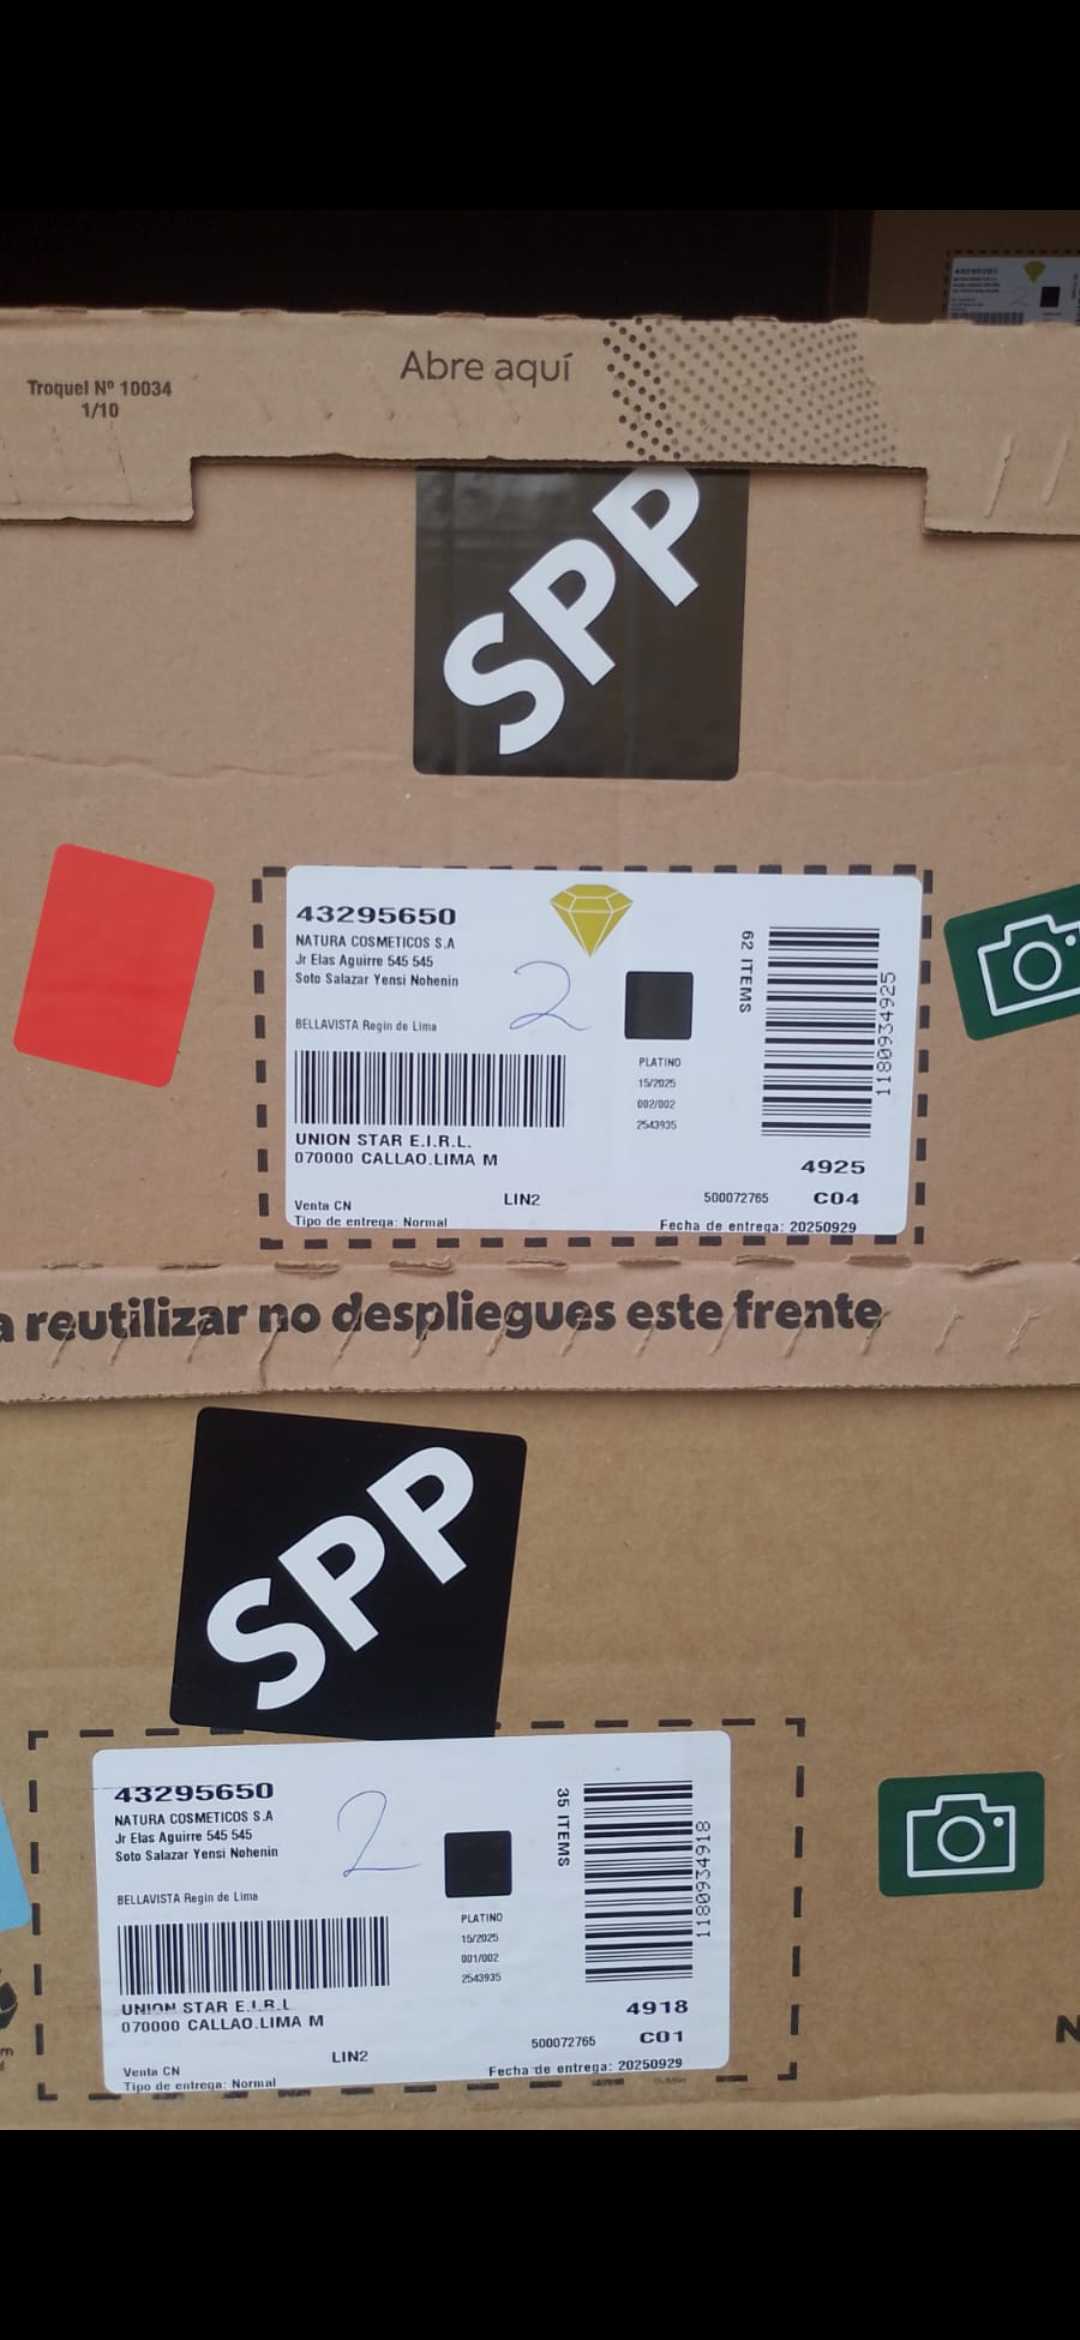 Abre aquí
Troquel Nº 10034
1/10
SPP
43295650
NATURA COSMETICOS S.A
Jr Elas Aguirre 545 545
Soto Salazar Yensi Nohenin
2
BELLAVISTA Regin de Lima
62 ITEMS
1180934925
PLATINO
15/2025
002/002
2543935
UNION STAR E.I.R.L.
070000 CALLAO.LIMA M
4925
LIN2
500072765
C04
Venta CN
Tipo de entrega: Normal
Fecha de entrega: 20250929
a reutilizar no despliegues este frente
SPP
43295650
NATURA COSMETICOS S.A
Jr Elas Aguirre 545 545
Soto Salazar Yensi Nohenin
2
BELLAVISTA Regin de Lima
35 ITEMS
1180934918
PLATINO
15/2025
001/002
2543935
UNION STAR E.I.R.L
070000 CALLAO.LIMA M
4918
LIN2
500072765
C01
Venta CN
Tipo de entrega: Normal
Fecha de entrega: 20250929
N